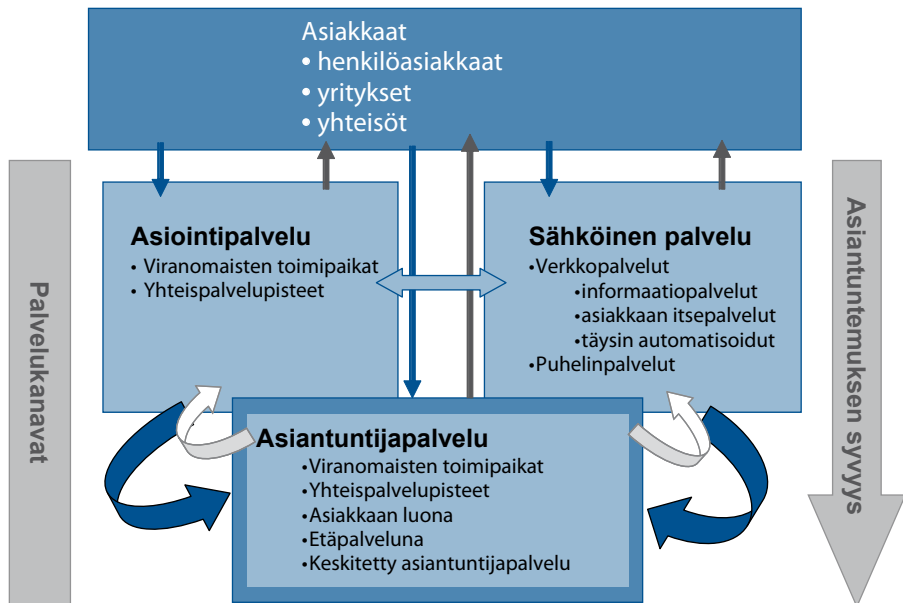 Asiakkaat
• henkilöasiakkaat
• yritykset
• yhteisöt
Palvelukanavat
Asiointipalvelu
• Viranomaisten toimipaikat
• Yhteispalvelupisteet
Sähköinen palvelu
•Verkkopalvelut
•informaatiopalvelut
•asiakkaan itsepalvelut
•täysin automatisoidut
•Puhelinpalvelut
Asiantuntemuksen syvyys
Asiantuntijapalvelu
•Viranomaisten toimipaikat
•Yhteispalvelupisteet
•Asiakkaan luona
•Etäpalveluna
•Keskitetty asiantuntijapalvelu